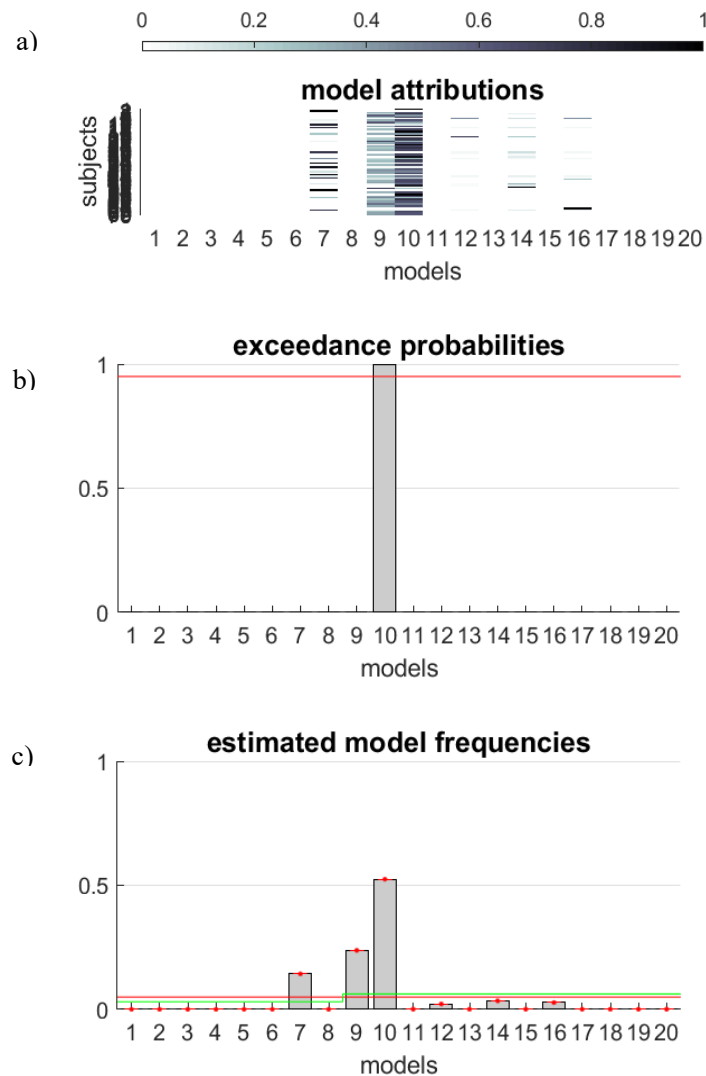 0 0.2 0.4 0.6 0.8 1
a)
model attributions
subjects
1 2 3 4 5 6 7 8 9 10 11 12 13 14 15 16 17 18 19 20
models
exceedance probabilities
b)
1
0.5
0
1 2 3 4 5 6 7 8 9 10 11 12 13 14 15 16 17 18 19 20
models
estimated model frequencies
c)
1
0.5
0
1 2 3 4 5 6 7 8 9 10 11 12 13 14 15 16 17 18 19 20
models